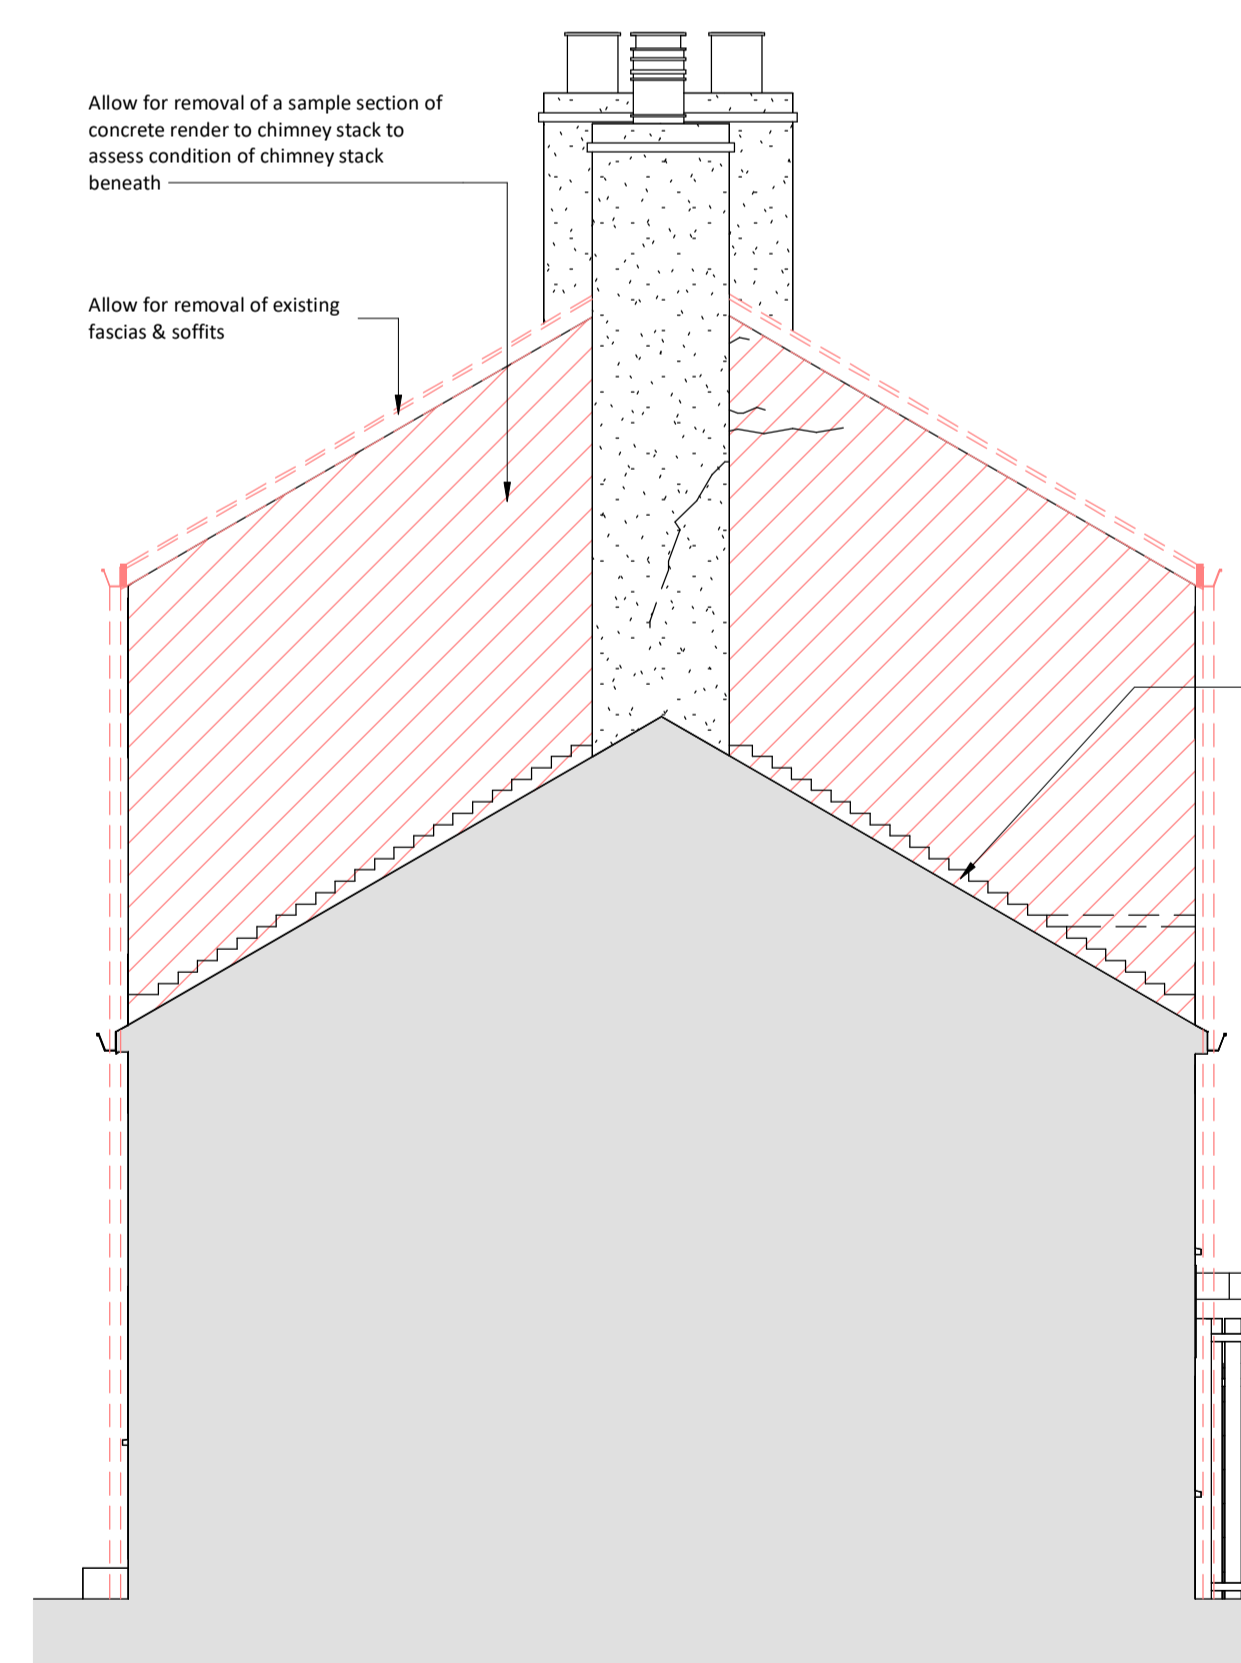 Allow for removal of a sample section of
concrete render to chimney stack to
assess condition of chimney stack
beneath
Allow for removal of existing
fascias & soffits